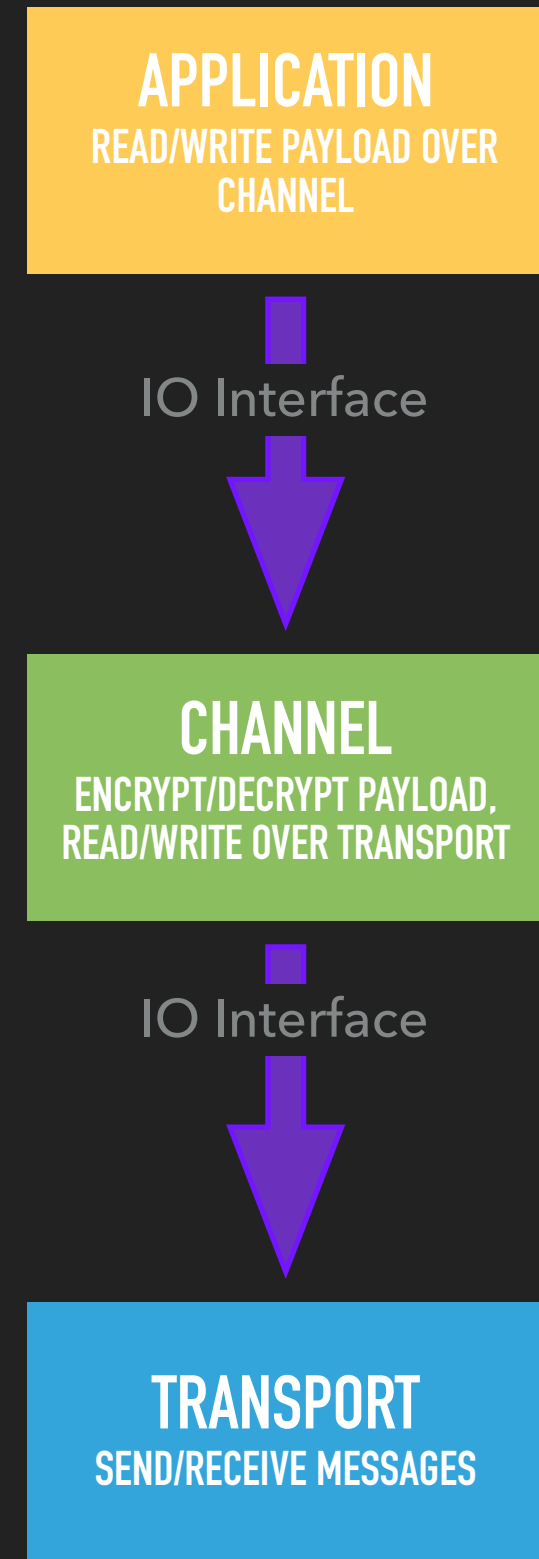 APPLICATION
READ/WRITE PAYLOAD OVER
CHANNEL
IO Interface
CHANNEL
ENCRYPT/DECRYPT PAYLOAD,
READ/WRITE OVER TRANSPORT
IO Interface
TRANSPORT
SEND/RECEIVE MESSAGES